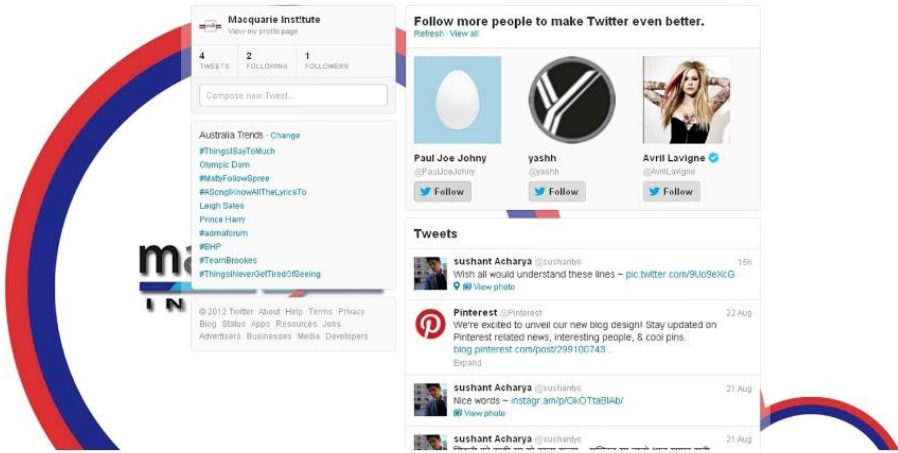 Macquarie Inst!tute
View my profile page
4
TWEETS
2
FOLLOWING
1
FOLLOWERS
Compose new Tweet...
Australia Trends · Change
#ThingsISayToMuch
Olympic Dam
#MattyFollowSpree
#ASongIKnowAllTheLyricsTo
Leigh Sales
Prince Harry
#admaforum
#BHP
#TeamBrookes
#ThingsINeverGetTiredOfSeeing
© 2012 Twitter About Help Terms Privacy
Blog Status Apps Resources Jobs
Advertisers Businesses Media Developers
ma
I N
Follow more people to make Twitter even better.
Refresh · View all
Paul Joe Johny
@PaulJoeJohny
Follow
yashh
@yashh
Follow
Avril Lavigne
@AvrilLavigne
Follow
Tweets
sushant Acharya @sushantyo 15h
Wish all would understand these lines ~ pic.twitter.com/9Uo9eXcG
View photo
Pinterest @Pinterest 22 Aug
We're excited to unveil our new blog design! Stay updated on
Pinterest related news, interesting people, & cool pins.
blog.pinterest.com/post/299100743...
Expand
sushant Acharya @sushantyo 21 Aug
Nice words ~ instagr.am/p/OkOTtaBlAb/
View photo
sushant Acharya @sushantyo 21 Aug